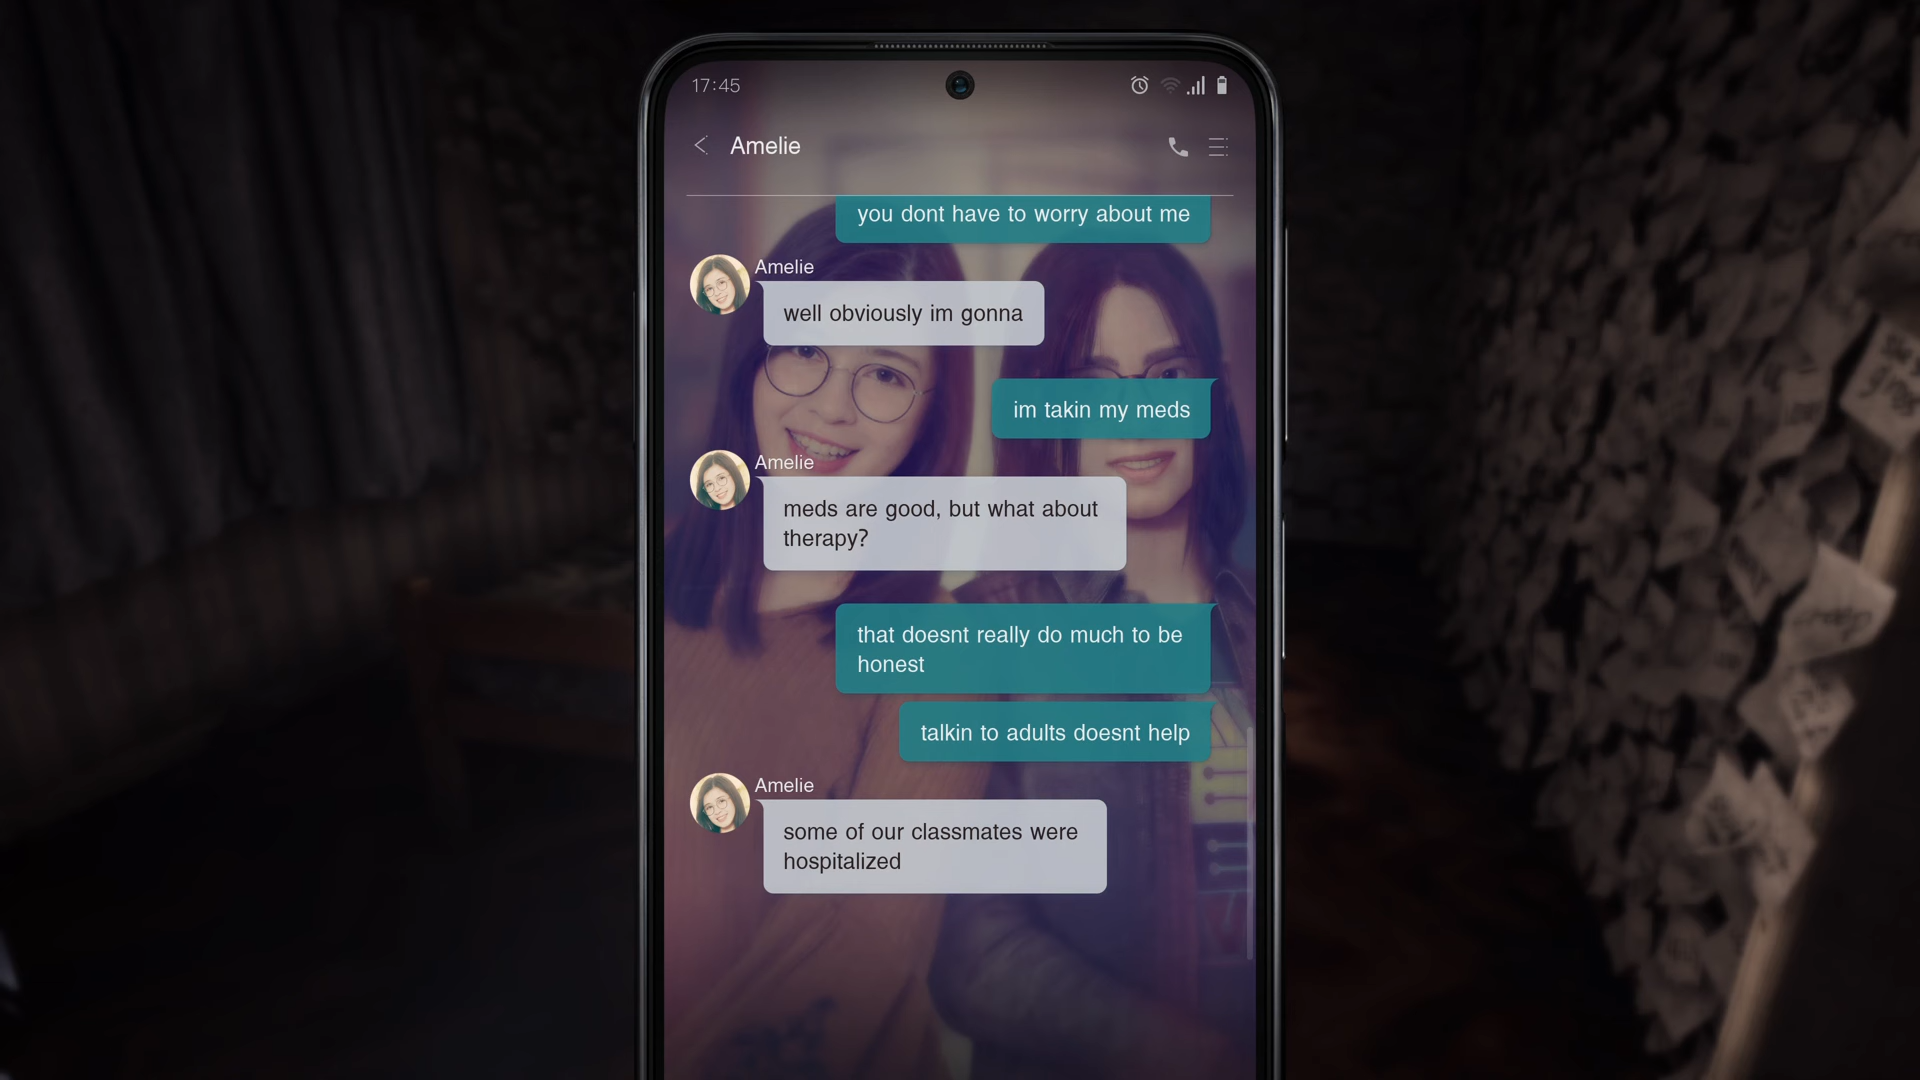 17:45
Amelie
you dont have to worry about me
Amelie
well obviously im gonna
im takin my meds
Amelie
meds are good, but what about
therapy?
that doesnt really do much to be
honest
talkin to adults doesnt help
Amelie
some of our classmates were
hospitalized